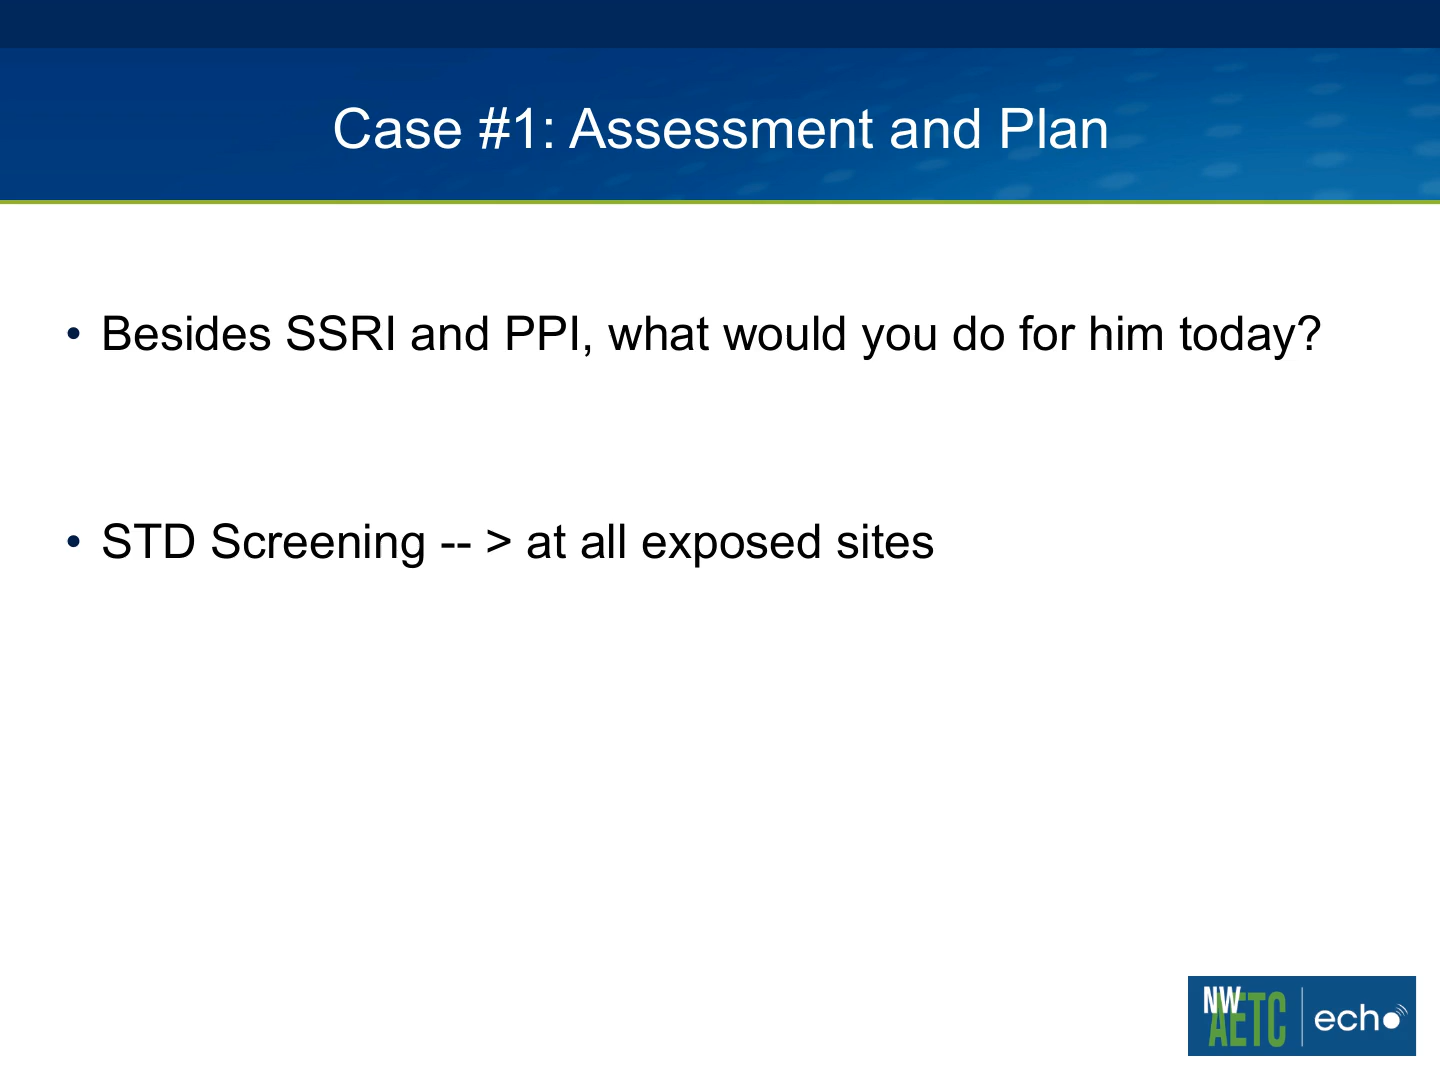 Case #1: Assessment and Plan
• Besides SSRI and PPI, what would you do for him today?
• STD Screening -- > at all exposed sites
NW
AETC
echo